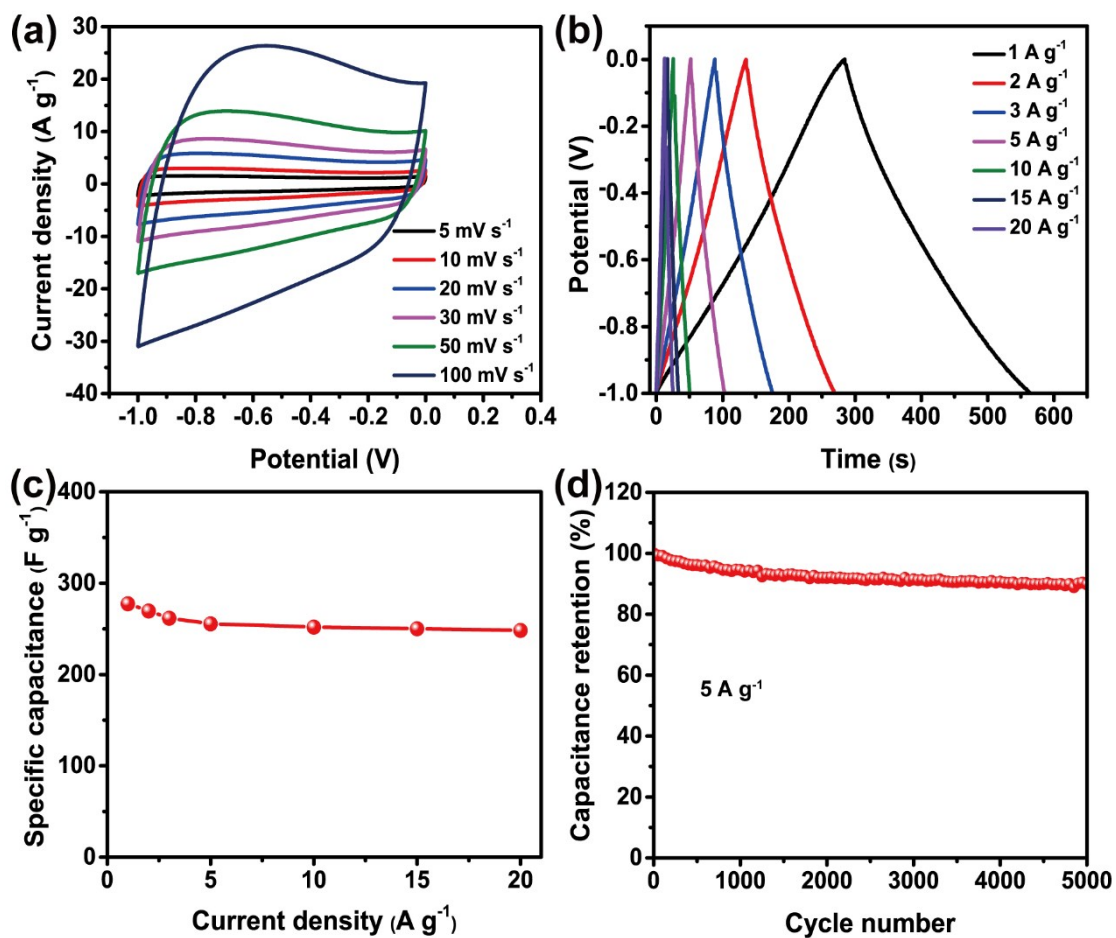 (a)
30
20
10
0
-10
-20
-30
-40
Current density (A g⁻¹)
5 mV s⁻¹
10 mV s⁻¹
20 mV s⁻¹
30 mV s⁻¹
50 mV s⁻¹
100 mV s⁻¹
-1.0 -0.8 -0.6 -0.4 -0.2 0.0 0.2 0.4
Potential (V)
(b)
0.0
-0.2
-0.4
-0.6
-0.8
-1.0
Potential (V)
1 A g⁻¹
2 A g⁻¹
3 A g⁻¹
5 A g⁻¹
10 A g⁻¹
15 A g⁻¹
20 A g⁻¹
0 100 200 300 400 500 600
Time (s)
(c)
400
300
200
100
0
Specific capacitance (F g⁻¹)
0 5 10 15 20
Current density (A g⁻¹)
(d)
120
100
80
60
40
20
0
Capacitance retention (%)
5 A g⁻¹
0 1000 2000 3000 4000 5000
Cycle number